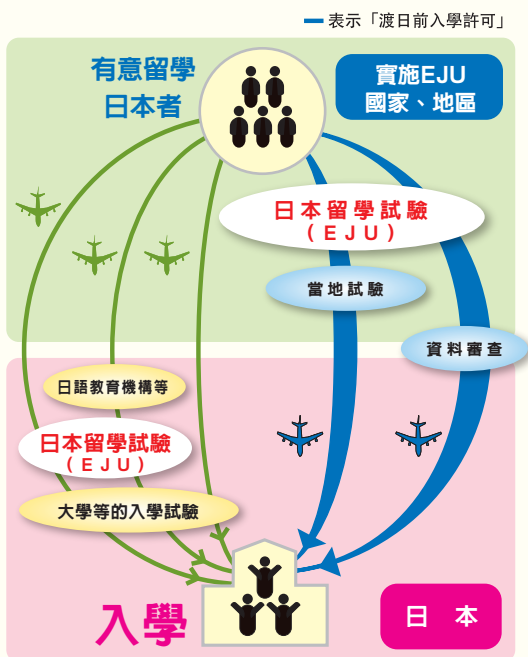 表示「渡日前入學許可」
有意留學
日本者
實施EJU
國家、地區
日本留學試驗
（ＥＪＵ）
當地試驗
資料審查
日語教育機構等
日本留學試驗
（ＥＪＵ）
大學等的入學試驗
入學
日　本